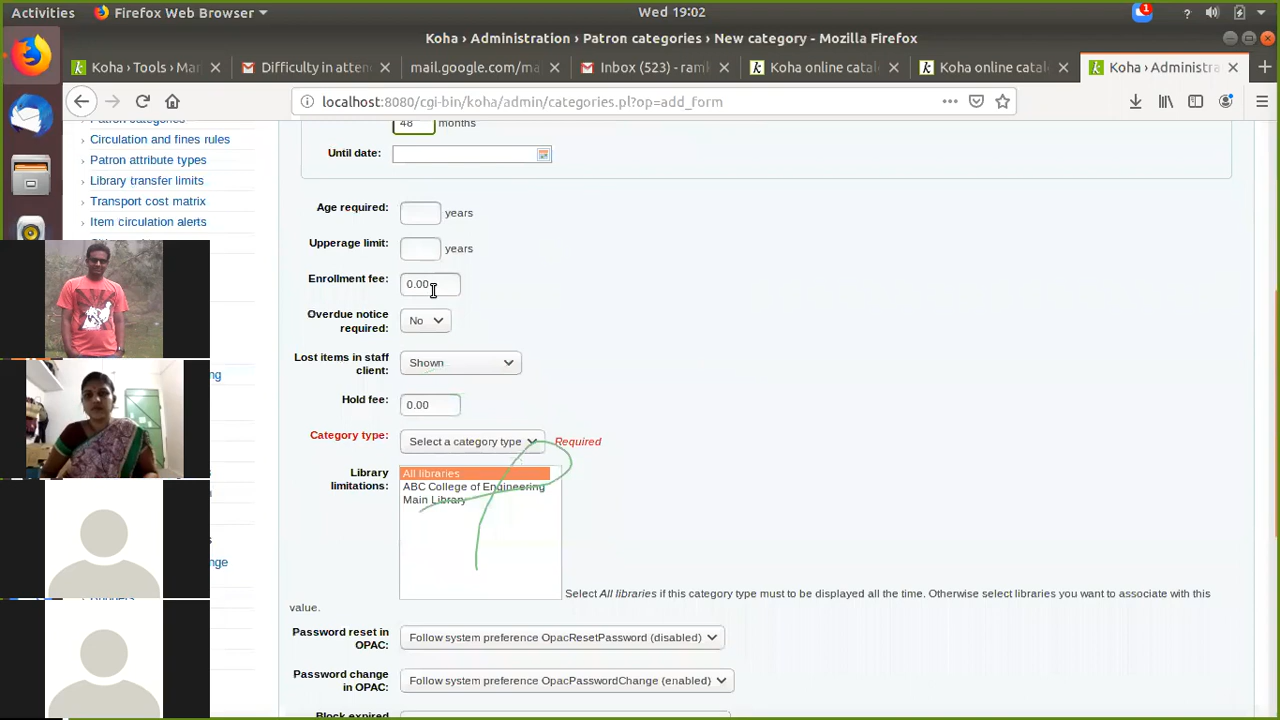 Activities
Firefox Web Browser
Wed 19:02
1
?
Koha › Administration › Patron categories › New category - Mozilla Firefox
Koha › Tools › Mar
Difficulty in atten
mail.google.com/ma
Inbox (523) - raml
Koha online catal
Koha online catal
Koha › Administra
localhost:8080/cgi-bin/koha/admin/categories.pl?op=add_form
Patron categories
Circulation and fines rules
Patron attribute types
Library transfer limits
Transport cost matrix
Item circulation alerts
48 months
Until date:
Age required:
years
Upperage limit:
years
Enrollment fee:
0.00
Overdue notice required:
No
Lost items in staff client:
Shown
Hold fee:
0.00
Category type:
Select a category type
Required
Library limitations:
All libraries
ABC College of Engineering
Main Library
Select All libraries if this category type must to be displayed all the time. Otherwise select libraries you want to associate with this
value.
Password reset in OPAC:
Follow system preference OpacResetPassword (disabled)
Password change in OPAC:
Follow system preference OpacPasswordChange (enabled)
Block expired